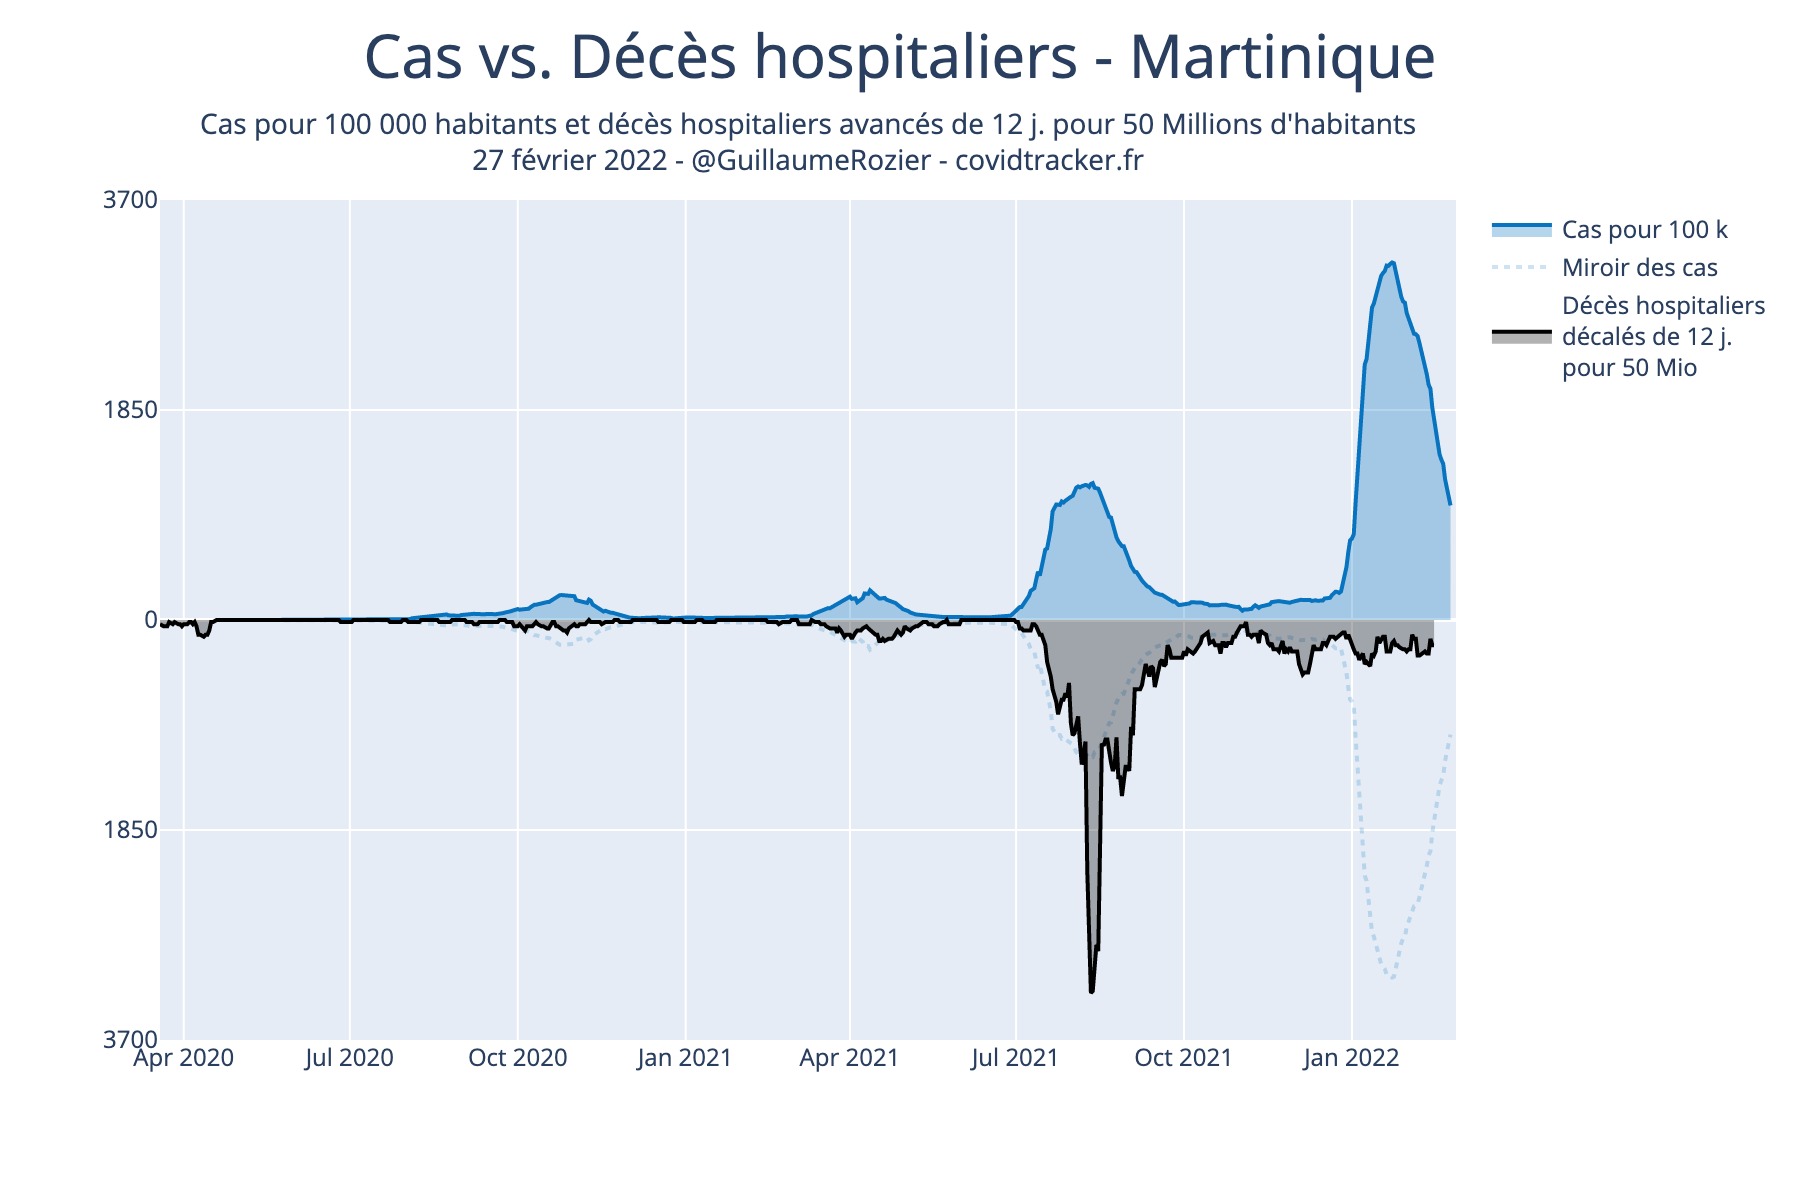 Cas vs. Décès hospitaliers - Martinique
Cas pour 100 000 habitants et décès hospitaliers avancés de 12 j. pour 50 Millions d'habitants
27 février 2022 - @GuillaumeRozier - covidtracker.fr
3700
1850
0
1850
3700
Apr 2020
Jul 2020
Oct 2020
Jan 2021
Apr 2021
Jul 2021
Oct 2021
Jan 2022
Cas pour 100 k
Miroir des cas
Décès hospitaliers
décalés de 12 j.
pour 50 Mio